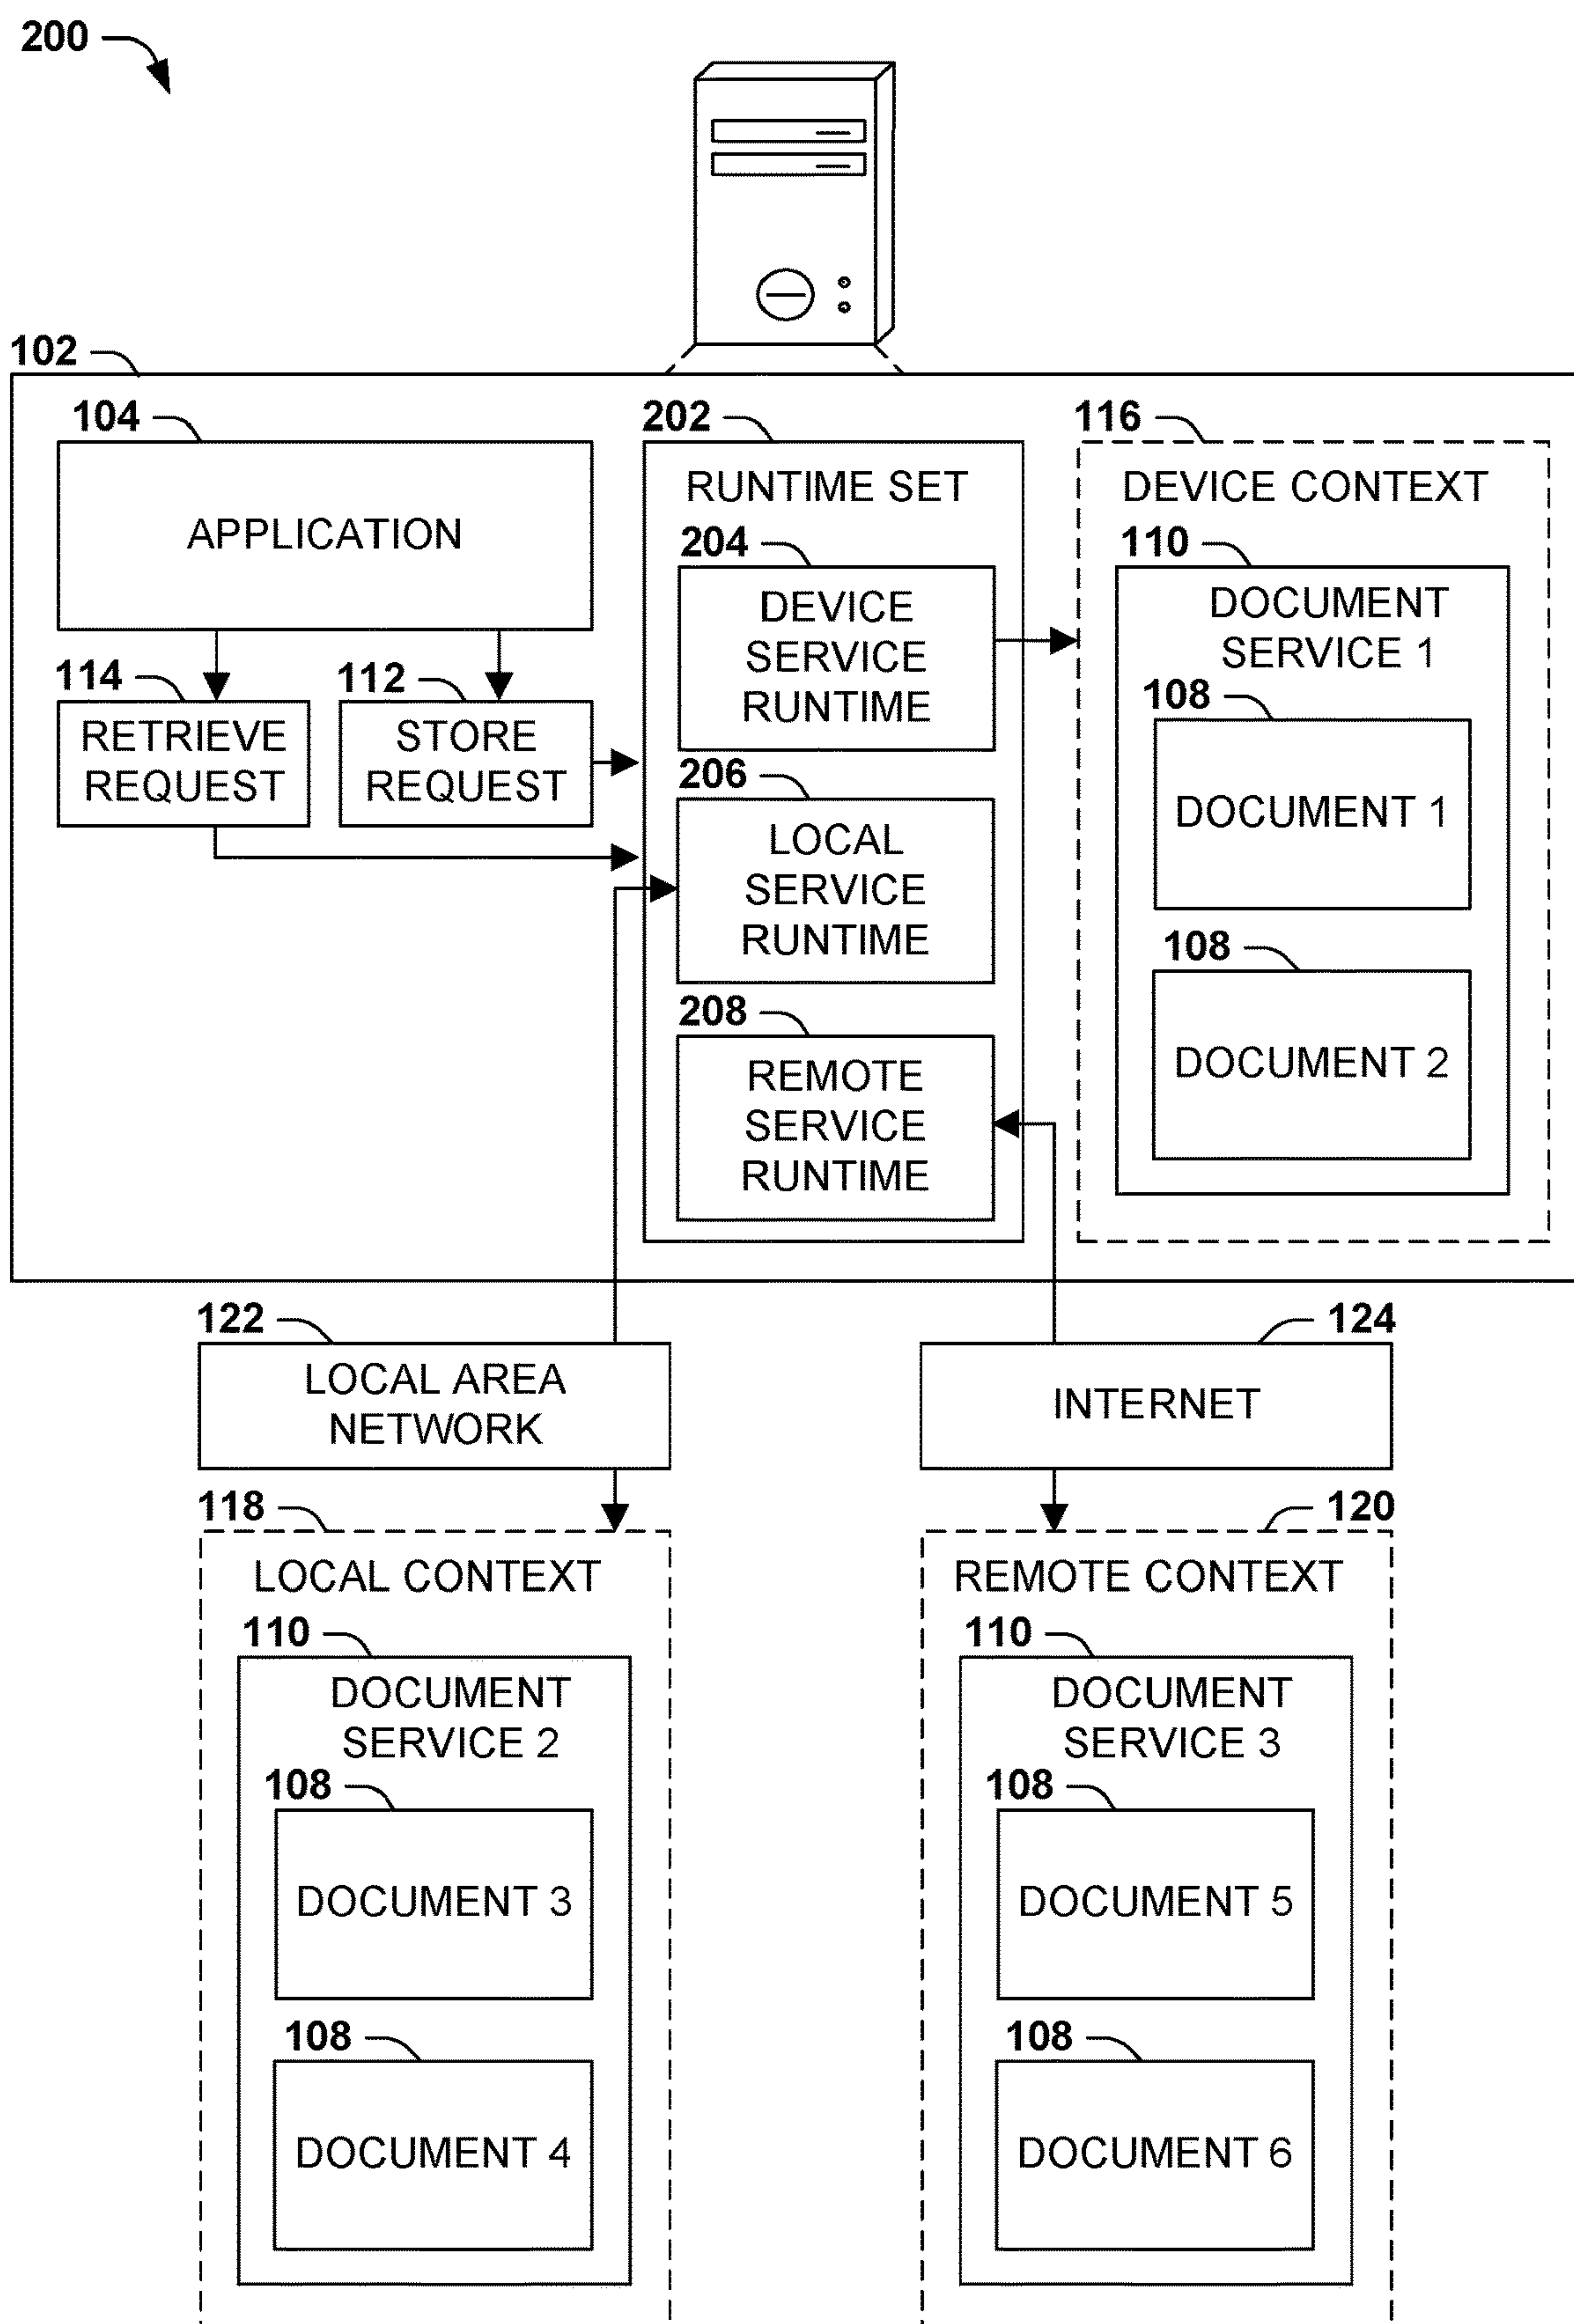 200
102
104
APPLICATION
114
RETRIEVE
REQUEST
112
STORE
REQUEST
202
RUNTIME SET
204
DEVICE
SERVICE
RUNTIME
206
LOCAL
SERVICE
RUNTIME
208
REMOTE
SERVICE
RUNTIME
116
DEVICE CONTEXT
110
DOCUMENT
SERVICE 1
108
DOCUMENT 1
108
DOCUMENT 2
122
LOCAL AREA
NETWORK
124
INTERNET
118
LOCAL CONTEXT
110
DOCUMENT
SERVICE 2
108
DOCUMENT 3
108
DOCUMENT 4
120
REMOTE CONTEXT
110
DOCUMENT
SERVICE 3
108
DOCUMENT 5
108
DOCUMENT 6